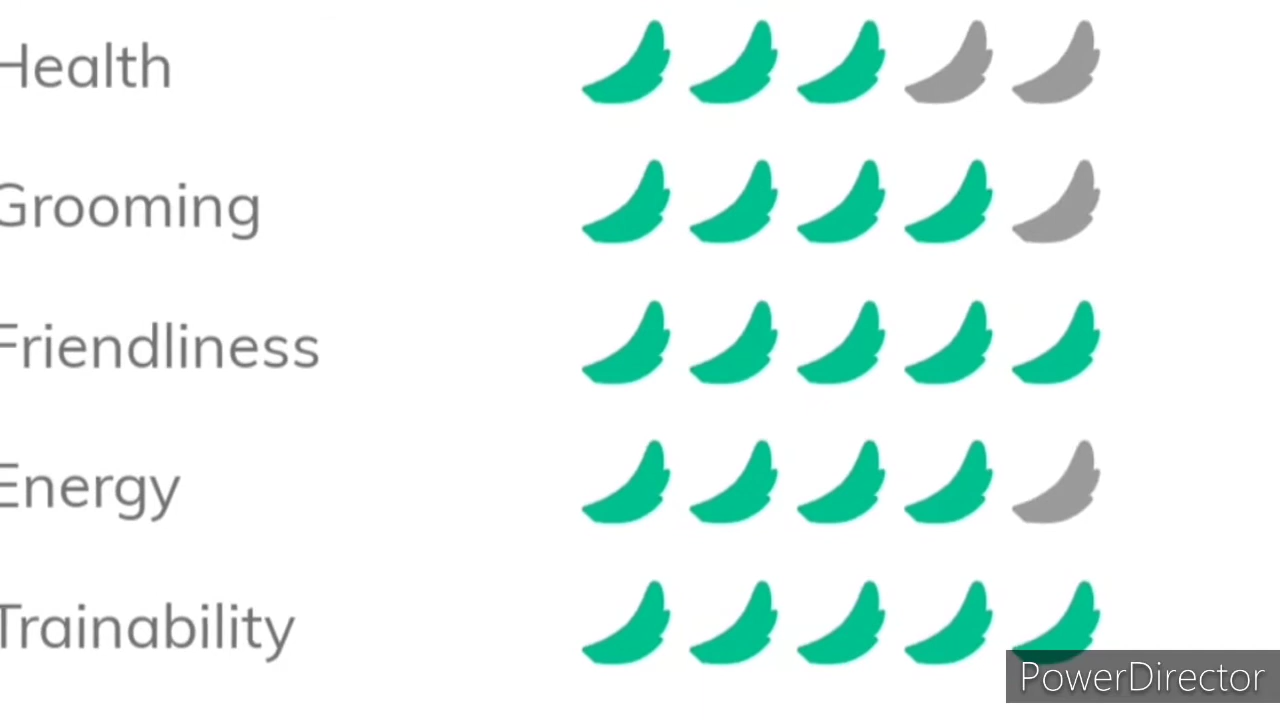 Health
Grooming
Friendliness
Energy
Trainability
PowerDirector